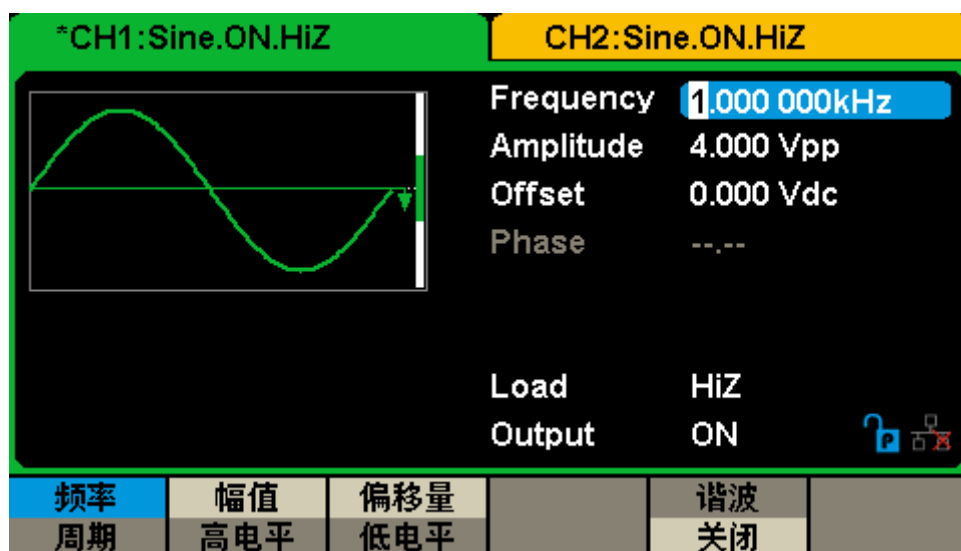 *CH1:Sine.ON.HiZ
CH2:Sine.ON.HiZ
Frequency 1.000 000kHz
Amplitude 4.000 Vpp
Offset 0.000 Vdc
Phase --.--
Load HiZ
Output ON
P
频率 幅值 偏移量 谐波
周期 高电平 低电平 关闭